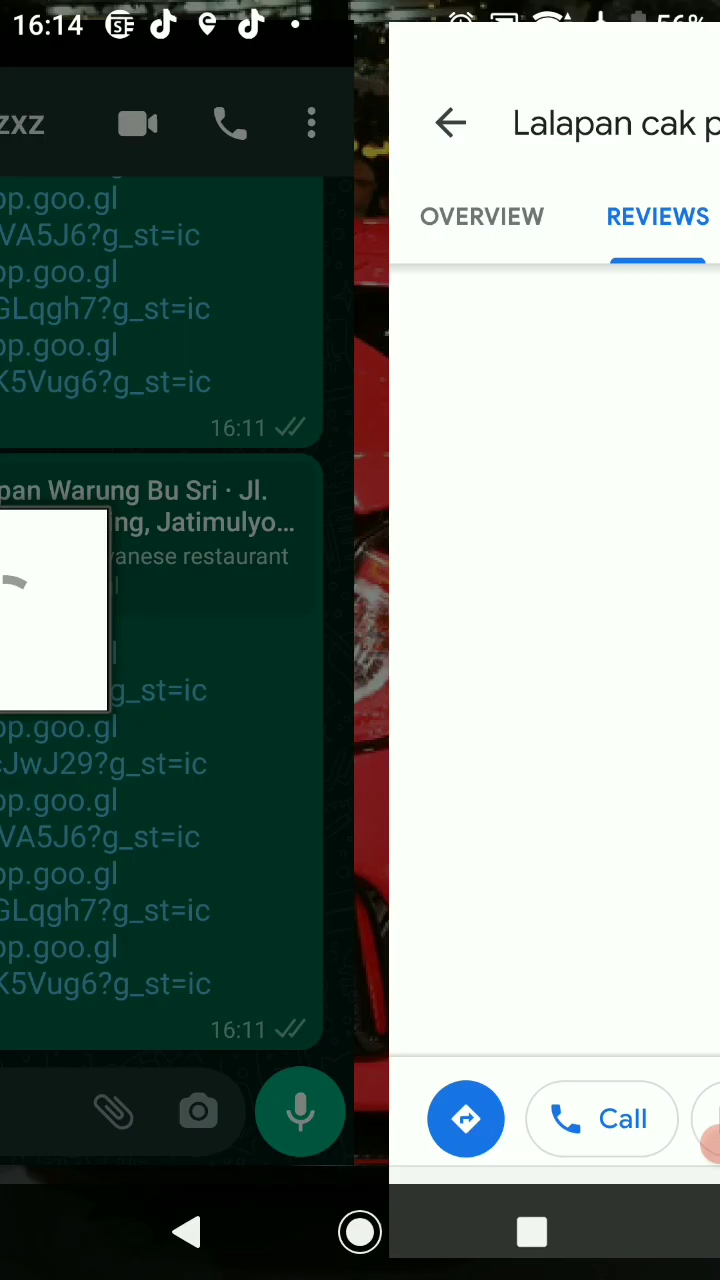 16:14
56%
zxz
pp.goo.gl
VA5J6?g_st=ic
pp.goo.gl
GLqgh7?g_st=ic
pp.goo.gl
K5Vug6?g_st=ic
16:11
pan Warung Bu Sri · Jl.
ng, Jatimulyo...
vanese restaurant
l
l
g_st=ic
pp.goo.gl
cJwJ29?g_st=ic
pp.goo.gl
VA5J6?g_st=ic
pp.goo.gl
GLqgh7?g_st=ic
pp.goo.gl
K5Vug6?g_st=ic
16:11
Lalapan cak p
OVERVIEW
REVIEWS
Call